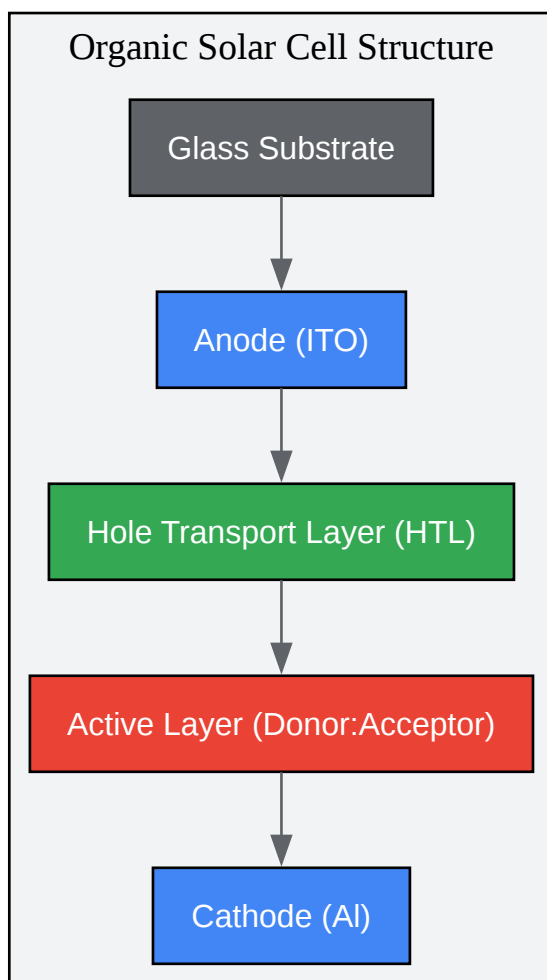 Organic Solar Cell Structure
Glass Substrate
Anode (ITO)
Hole Transport Layer (HTL)
Active Layer (Donor:Acceptor)
Cathode (Al)